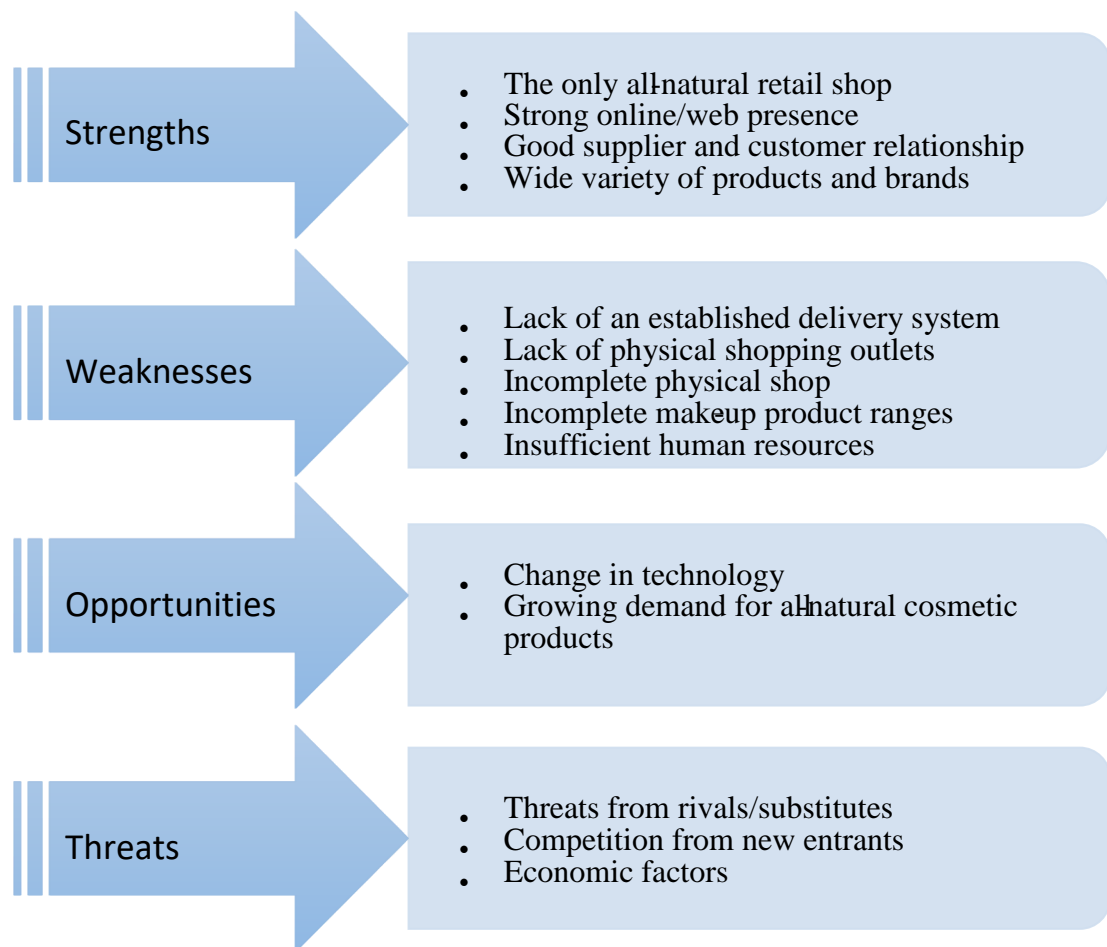 Strengths
• The only all-natural retail shop
• Strong online/web presence
• Good supplier and customer relationship
• Wide variety of products and brands
Weaknesses
• Lack of an established delivery system
• Lack of physical shopping outlets
• Incomplete physical shop
• Incomplete make-up product ranges
• Insufficient human resources
Opportunities
• Change in technology
• Growing demand for all-natural cosmetic
products
Threats
• Threats from rivals/substitutes
• Competition from new entrants
• Economic factors